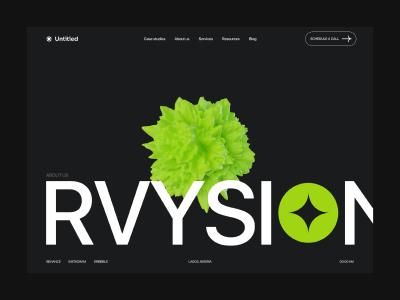 Untitled
Case studies About us Services Resources Blog
SCHEDULE A CALL
ABOUT US
RVYSION
BEHANCE INSTAGRAM DRIBBBLE
LAGOS, NIGERIA
00:00 AM